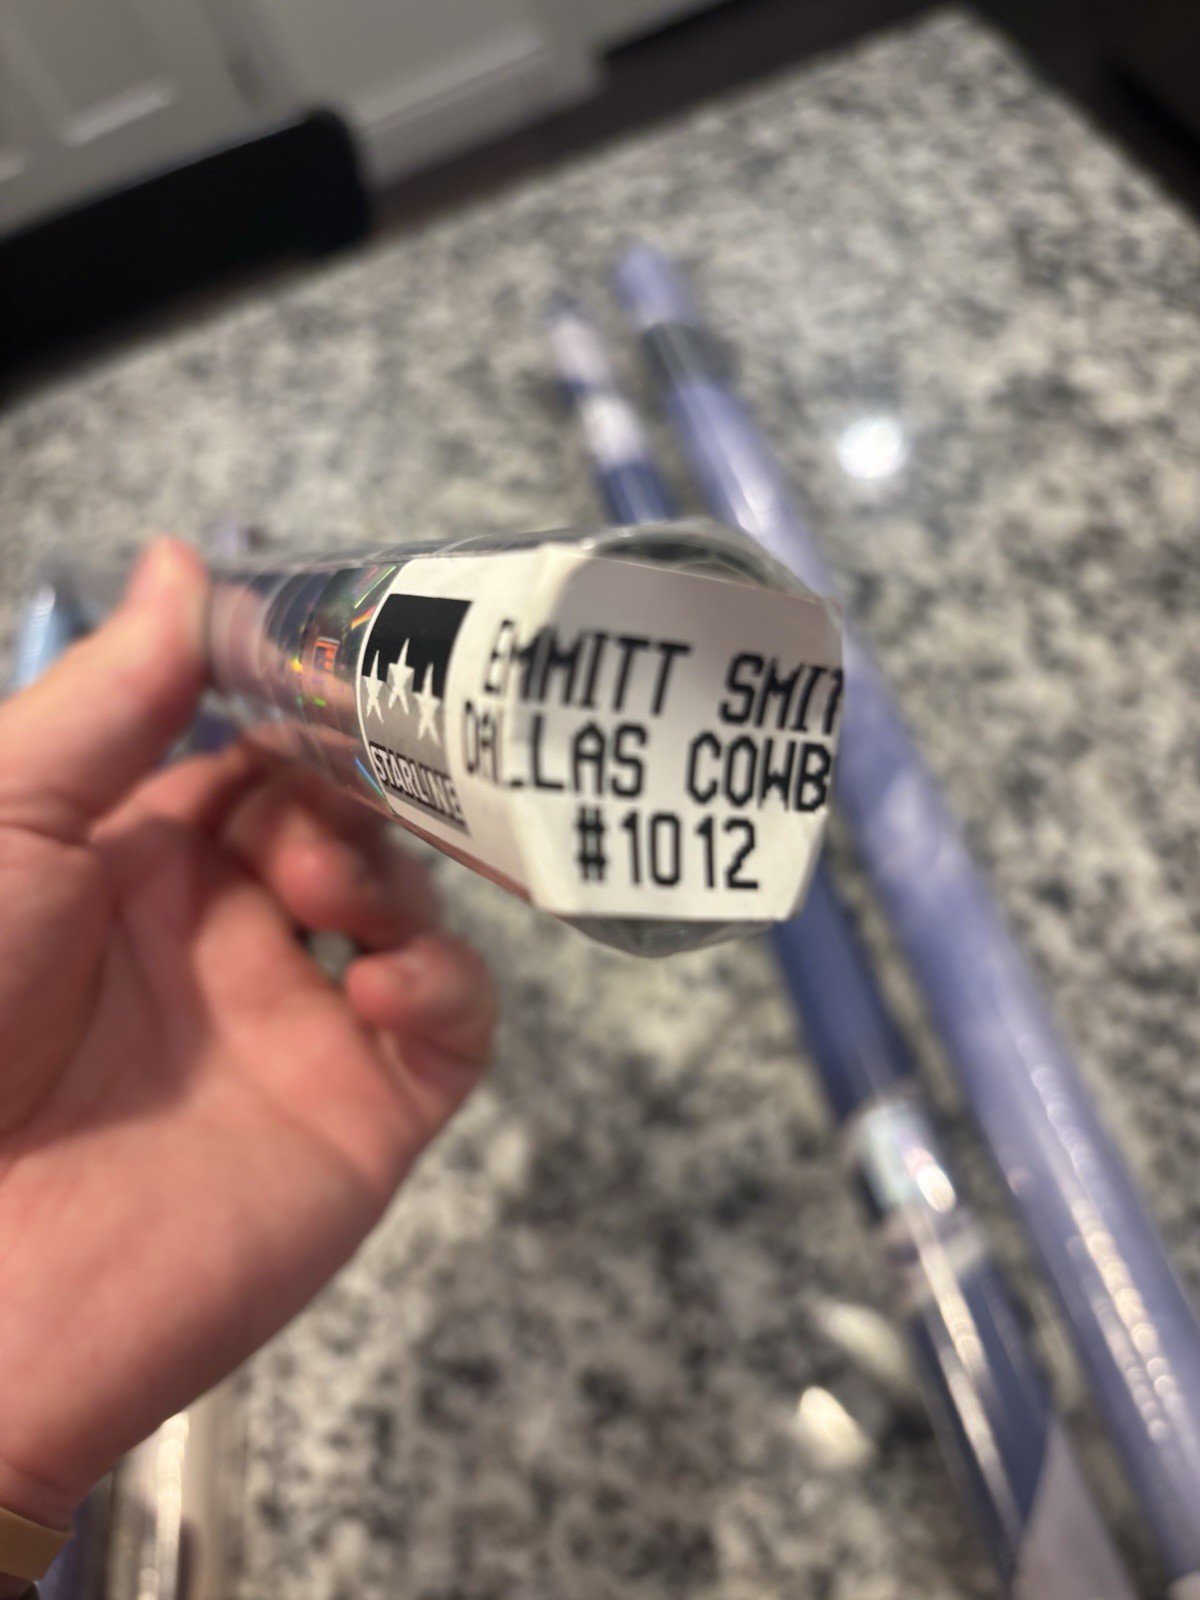 STARLINE
EMMITT SMIT
DALLAS COWB
#1012